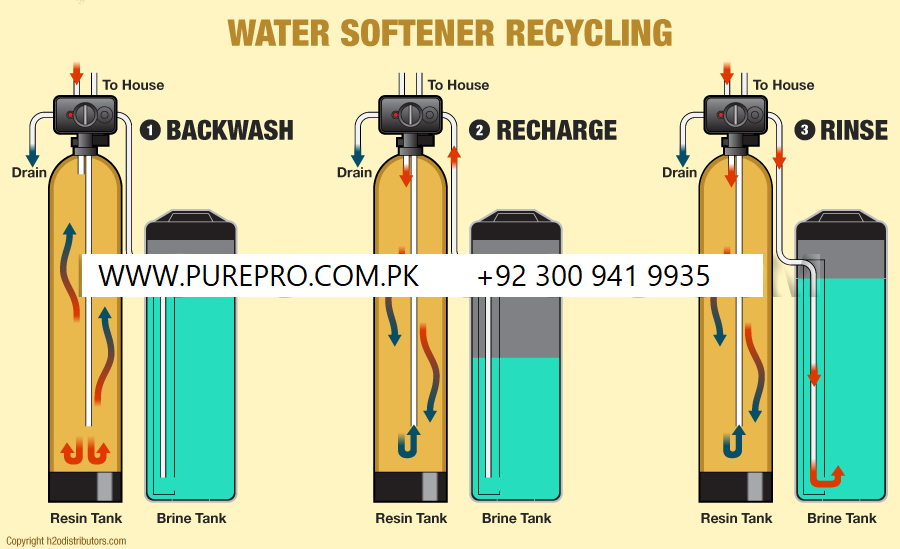 WATER SOFTENER RECYCLING
To House
1 BACKWASH
Drain
Resin Tank
Brine Tank
To House
2 RECHARGE
Drain
Resin Tank
Brine Tank
To House
3 RINSE
Drain
Resin Tank
Brine Tank
WWW.PUREPRO.COM.PK +92 300 941 9935
Copyright h2odistributors.com